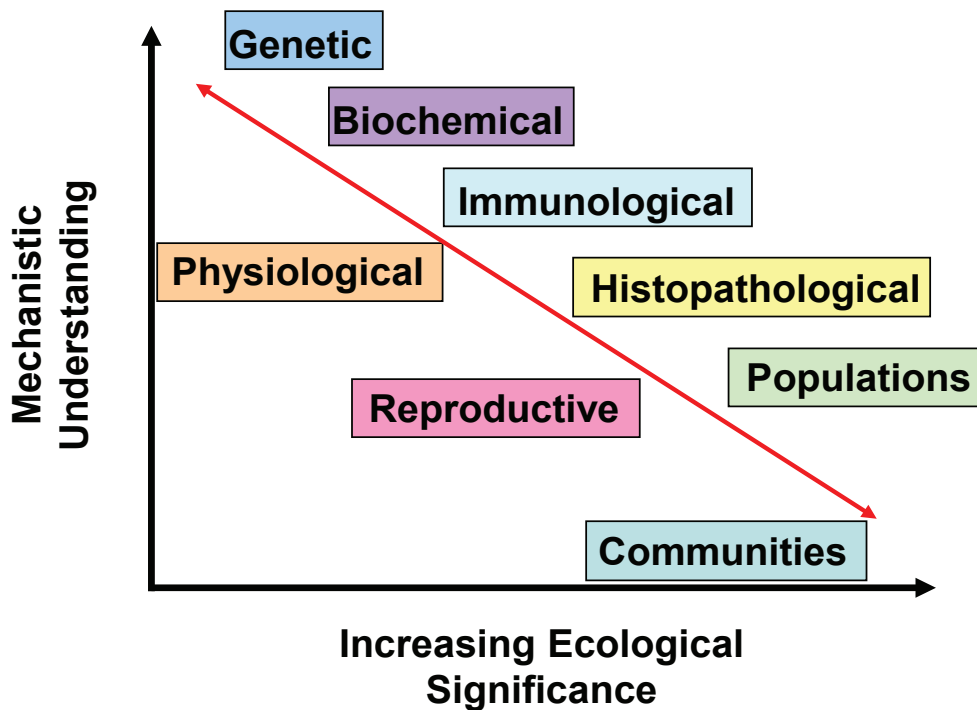 Genetic
Biochemical
Immunological
Physiological
Histopathological
Populations
Reproductive
Communities
Mechanistic
Understanding
Increasing Ecological
Significance